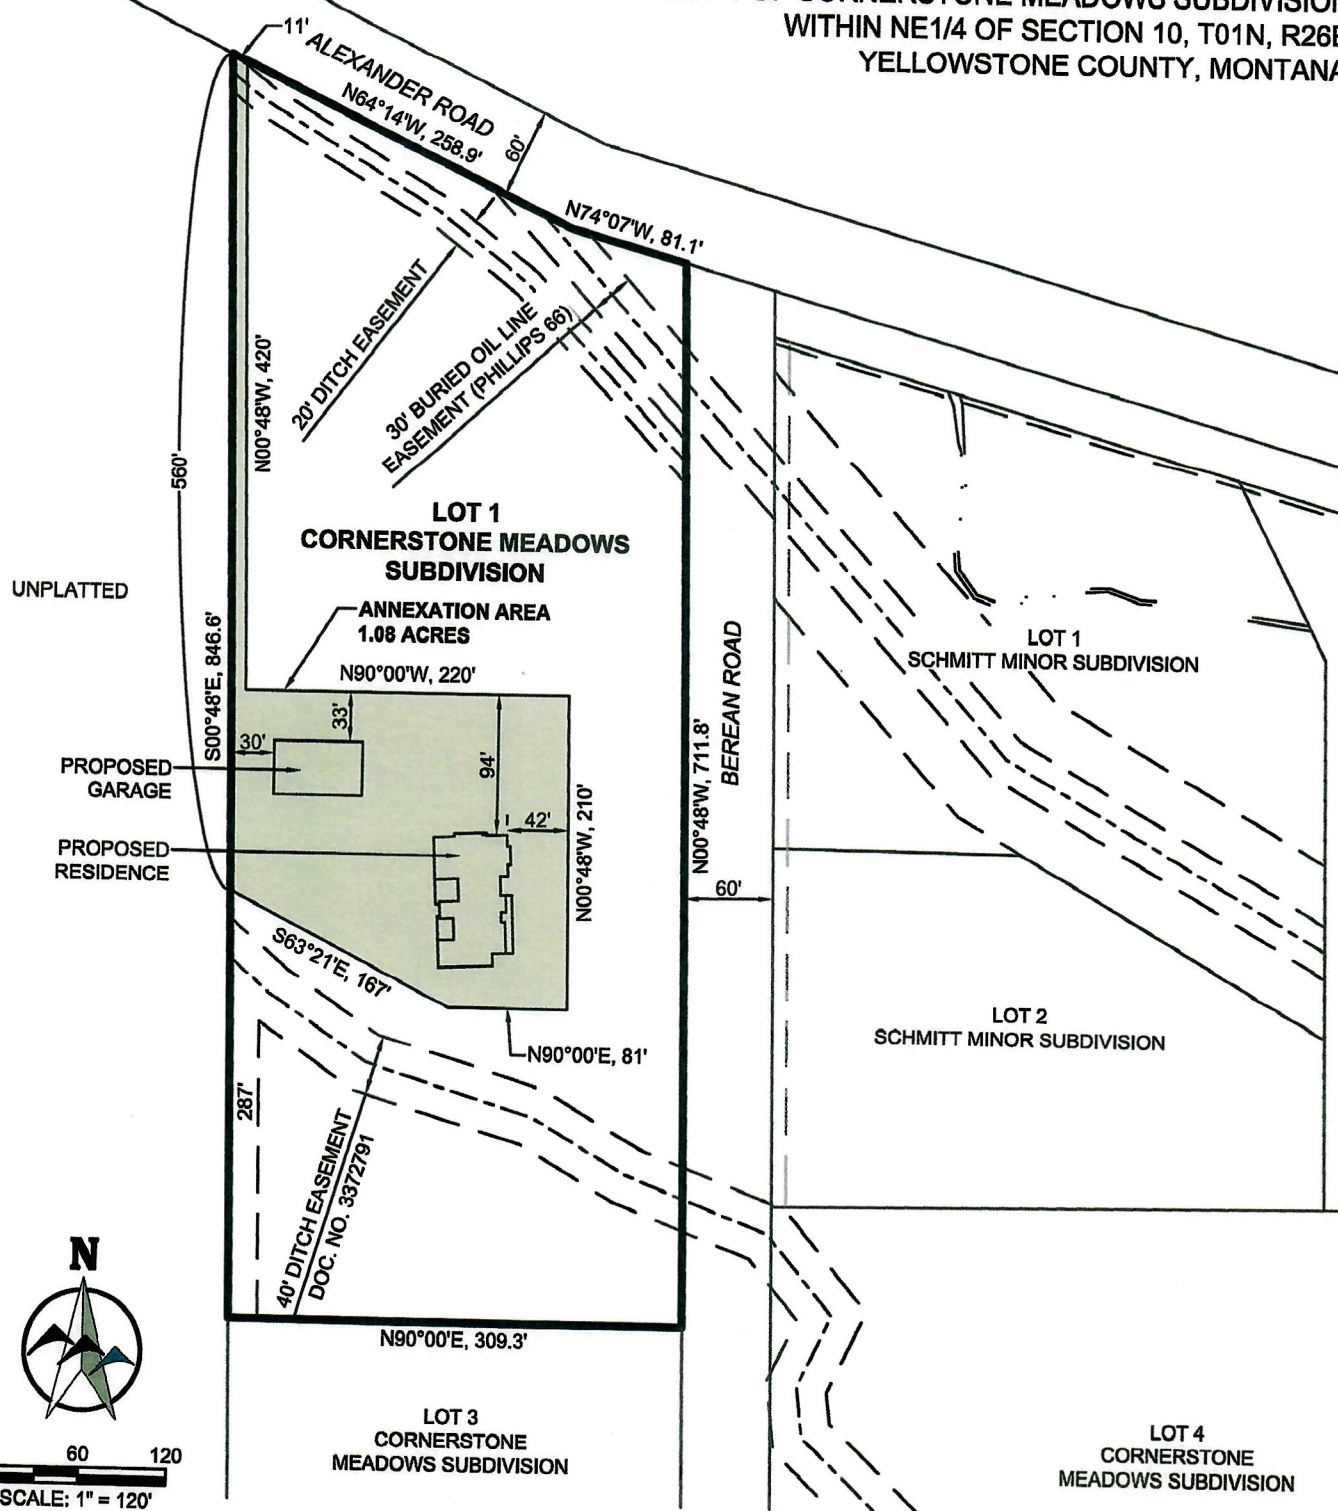 OF CORNERSTONE MEADOWS SUBDIVISION
WITHIN NE1/4 OF SECTION 10, T01N, R26E
YELLOWSTONE COUNTY, MONTANA
11'
ALEXANDER ROAD
N64°14'W, 258.9'
60'
N74°07'W, 81.1'
20' DITCH EASEMENT
30' BURIED OIL LINE
EASEMENT (PHILLIPS 66)
N00°48'W, 420'
560'
LOT 1
CORNERSTONE MEADOWS
SUBDIVISION
UNPLATTED
ANNEXATION AREA
1.08 ACRES
S00°48'E, 846.6'
N90°00'W, 220'
33'
30'
94'
PROPOSED
GARAGE
42'
PROPOSED
RESIDENCE
N00°48'W, 210'
N00°48'W, 711.8'
BEREAN ROAD
60'
LOT 1
SCHMITT MINOR SUBDIVISION
S63°21'E, 167'
N90°00'E, 81'
LOT 2
SCHMITT MINOR SUBDIVISION
287'
40' DITCH EASEMENT
DOC. NO. 3372791
N
N90°00'E, 309.3'
LOT 3
CORNERSTONE
MEADOWS SUBDIVISION
LOT 4
CORNERSTONE
MEADOWS SUBDIVISION
60 120
SCALE: 1" = 120'